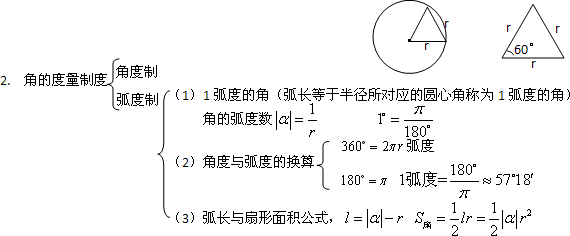 r
r
r r
60°
r
2. 角的度量制度
角度制
弧度制
（1）1弧度的角（弧长等于半径所对应的圆心角称为1弧度的角）
角的弧度数|α|=1/r 1°=π/180°
（2）角度与弧度的换算
360°=2πr 弧度
180°=π 1弧度=180°/π≈57°18′
（3）弧长与扇形面积公式，l=|α|−r S扇=1/2lr=1/2|α|r²